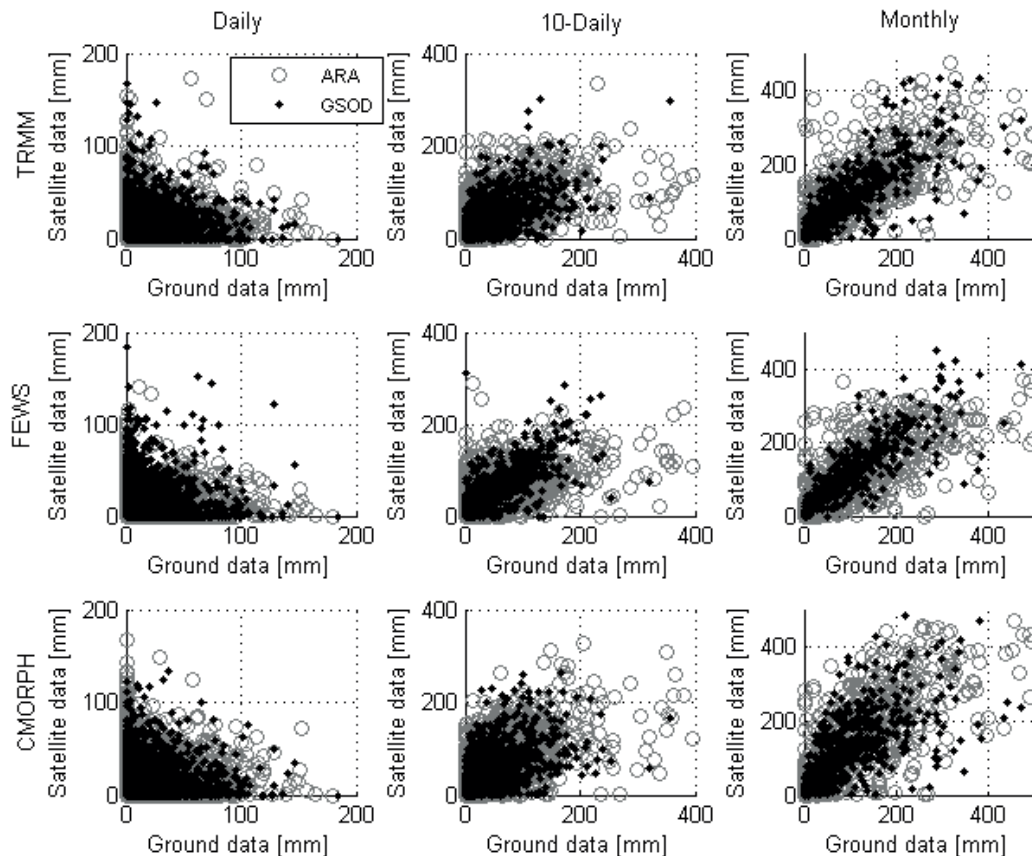 Daily 10-Daily Monthly
TRMM
Satellite data [mm]
200
100
0
0 100 200
Ground data [mm]
ARA
GSOD
Satellite data [mm]
400
200
0
0 200 400
Ground data [mm]
Satellite data [mm]
400
200
0
0 200 400
Ground data [mm]
FEWS
Satellite data [mm]
200
100
0
0 100 200
Ground data [mm]
Satellite data [mm]
400
200
0
0 200 400
Ground data [mm]
Satellite data [mm]
400
200
0
0 200 400
Ground data [mm]
CMORPH
Satellite data [mm]
200
100
0
0 100 200
Ground data [mm]
Satellite data [mm]
400
200
0
0 200 400
Ground data [mm]
Satellite data [mm]
400
200
0
0 200 400
Ground data [mm]